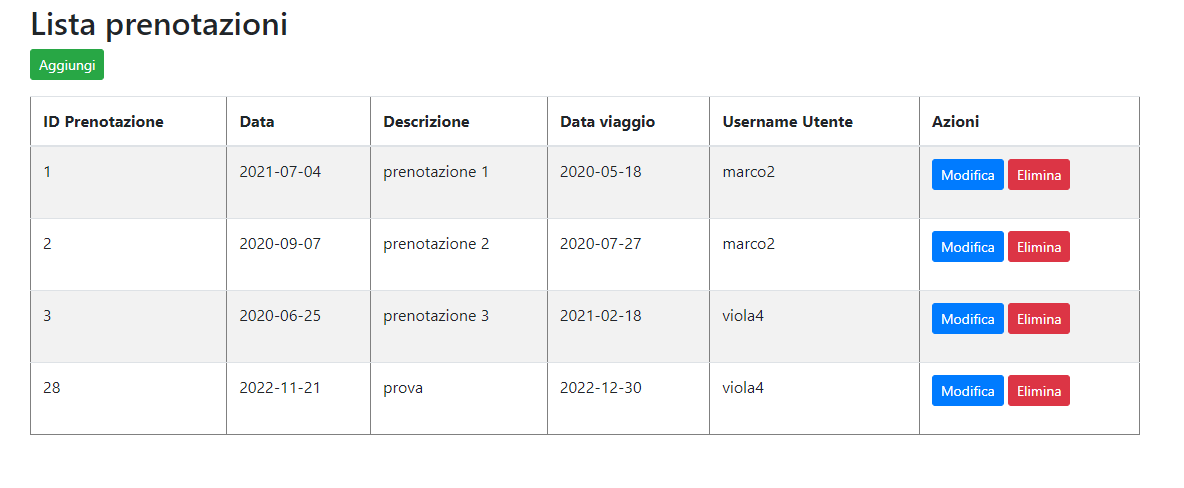 Lista prenotazioni
Aggiungi
ID Prenotazione Data Descrizione Data viaggio Username Utente Azioni
1 2021-07-04 prenotazione 1 2020-05-18 marco2 Modifica Elimina
2 2020-09-07 prenotazione 2 2020-07-27 marco2 Modifica Elimina
3 2020-06-25 prenotazione 3 2021-02-18 viola4 Modifica Elimina
28 2022-11-21 prova 2022-12-30 viola4 Modifica Elimina